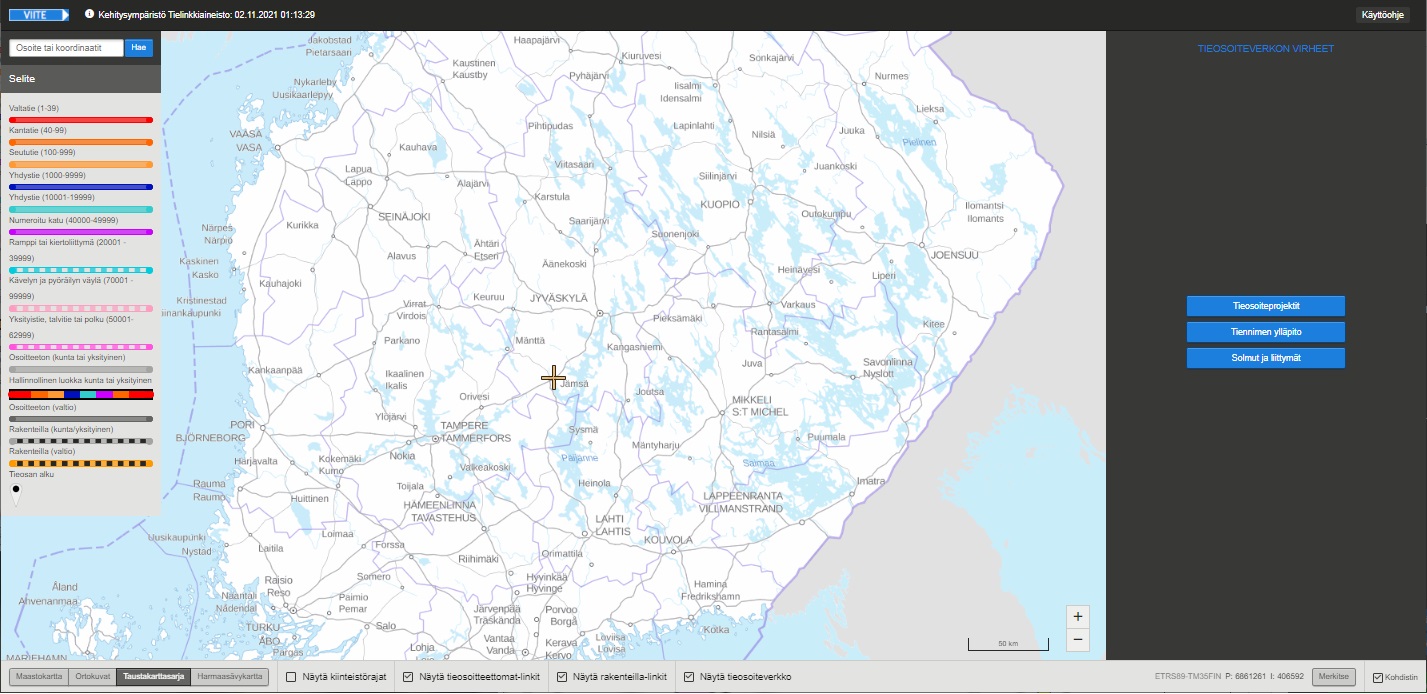 VIITE
Kehitysympäristö Tielinkkiaineisto: 02.11.2021 01:13:29
Käyttöohje
Osoite tai koordinaatit
Hae
Selite
Valtatie (1-39)
Kantatie (40-99)
Seututie (100-999)
Yhdystie (1000-9999)
Yhdystie (10001-19999)
Numeroitu katu (40000-49999)
Ramppi tai kiertoliittymä (20001 -
39999)
Kävelyn ja pyöräilyn väylä (70001 -
99999)
Yksityistie, talvitie tai polku (50001-
62999)
Osoitteeton (kunta tai yksityinen)
Hallinnollinen luokka kunta tai yksityinen
Osoitteeton (valtio)
Rakenteilla (kunta/yksityinen)
Rakenteilla (valtio)
Tieosan alku
Jakobstad
Pietarsaari
Haapajärvi
Kaustinen
Kaustby
Kiuruvesi
Sonkajärvi
Pyhäjärvi
Iisalmi
Idensalmi
Nurmes
Nykarleby
Uusikaarlepyy
Lieksa
Pihtipudas
Lapinlahti
Nilsiä
Juuka
Pielinen
VAASA
VASA
Kauhava
Viitasaari
Juankoski
Lapua
Lappo
Alajärvi
Siilinjärvi
Karstula
KUOPIO
Outokumpu
Ilomantsi
Ilomants
SEINÄJOKI
Saarijärvi
Kurikka
Närpes
Närpiö
Suonenjoki
Ähtäri
Etseri
Alavus
JOENSUU
Kaskinen
Kasko
Äänekoski
Heinävesi
Liperi
Kauhajoki
Kristinestad
iinankaupunki
Keuruu
JYVÄSKYLÄ
Virrat
Virdois
Varkaus
Pieksämäki
Kitee
Rantasalmi
Parkano
Mänttä
Kangasniemi
Juva
Savonlinna
Nyslott
Kankaanpää
Ikaalinen
Ikalis
Jämsä
Joutsa
Orivesi
MIKKELI
S:T MICHEL
Ylöjärvi
PORI
BJÖRNEBORG
TAMPERE
TAMMERFORS
Sysmä
Puumala
Mäntyharju
Nokia
Päijänne
Saimaa
Harjavalta
Kokemäki
Kumo
Valkeakoski
Rauma
Raumo
Toijala
Heinola
Imatra
Huittinen
LAPPEENRANTA
VILLMANSTRAND
HÄMEENLINNA
TAVASTEHUS
LAHTI
LAHTIS
Uusikaupunki
Nystad
Loimaa
KOUVOLA
Laitila
Forssa
Riihimäki
Orimattila
Raisio
Reso
Somero
Hyvinkää
Hyvinge
Hamina
Fredrikshamn
Åland
Ahvenanmaa
Naantali
Nådendal
Paimio
Pemar
Järvenpää
Träskända
Porvoo
Borgå
TURKU
ÅBO
Salo
Kotka
Vantaa
Vanda
Kerava
Kervo
Loviisa
Lovisa
Pargas
Lohja
MARIEHAMN
TIEOSOITEVERKON VIRHEET
Tieosoiteprojektit
Tiennimen ylläpito
Solmut ja liittymät
+
−
50 km
Maastokartta
Ortokuvat
Taustakarttasarja
Harmaasävykartta
Näytä kiinteistörajat
Näytä tieosoitteettomat-linkit
Näytä rakenteilla-linkit
Näytä tieosoiteverkko
ETRS89-TM35FIN P: 6861261 I: 406592
Merkitse
Kohdistin